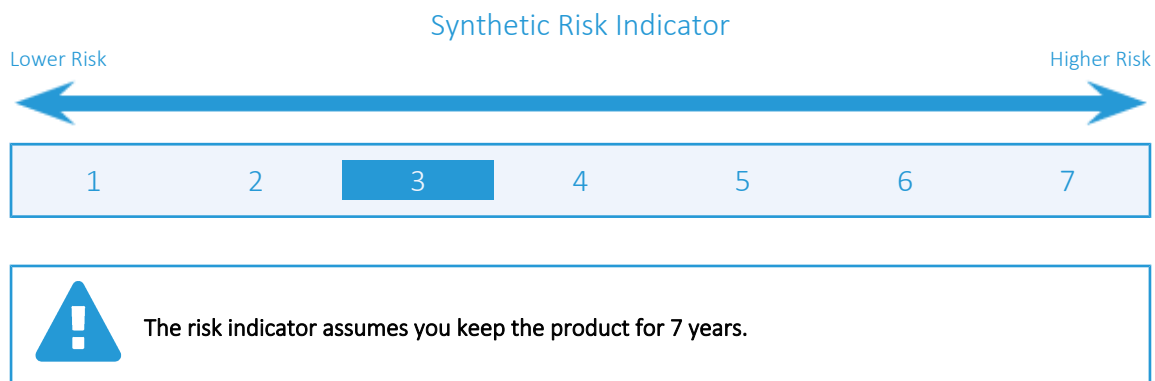 Synthetic Risk Indicator
Lower Risk Higher Risk
1 2 3 4 5 6 7
The risk indicator assumes you keep the product for 7 years.